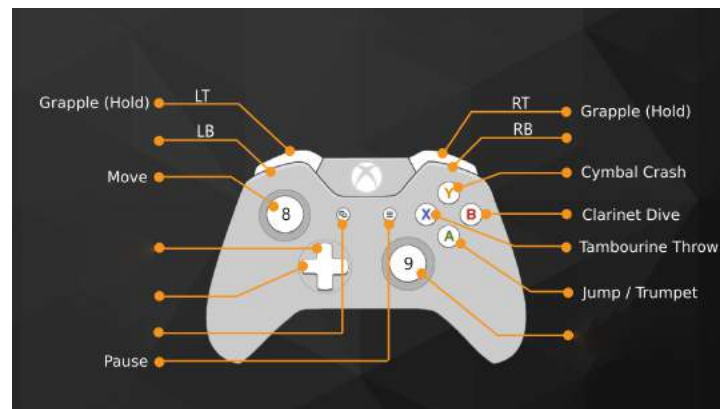 LT
Grapple (Hold)
RT
Grapple (Hold)
LB
RB
Move
Cymbal Crash
Y
8
X
B
Clarinet Dive
A
Tambourine Throw
9
Jump / Trumpet
Pause